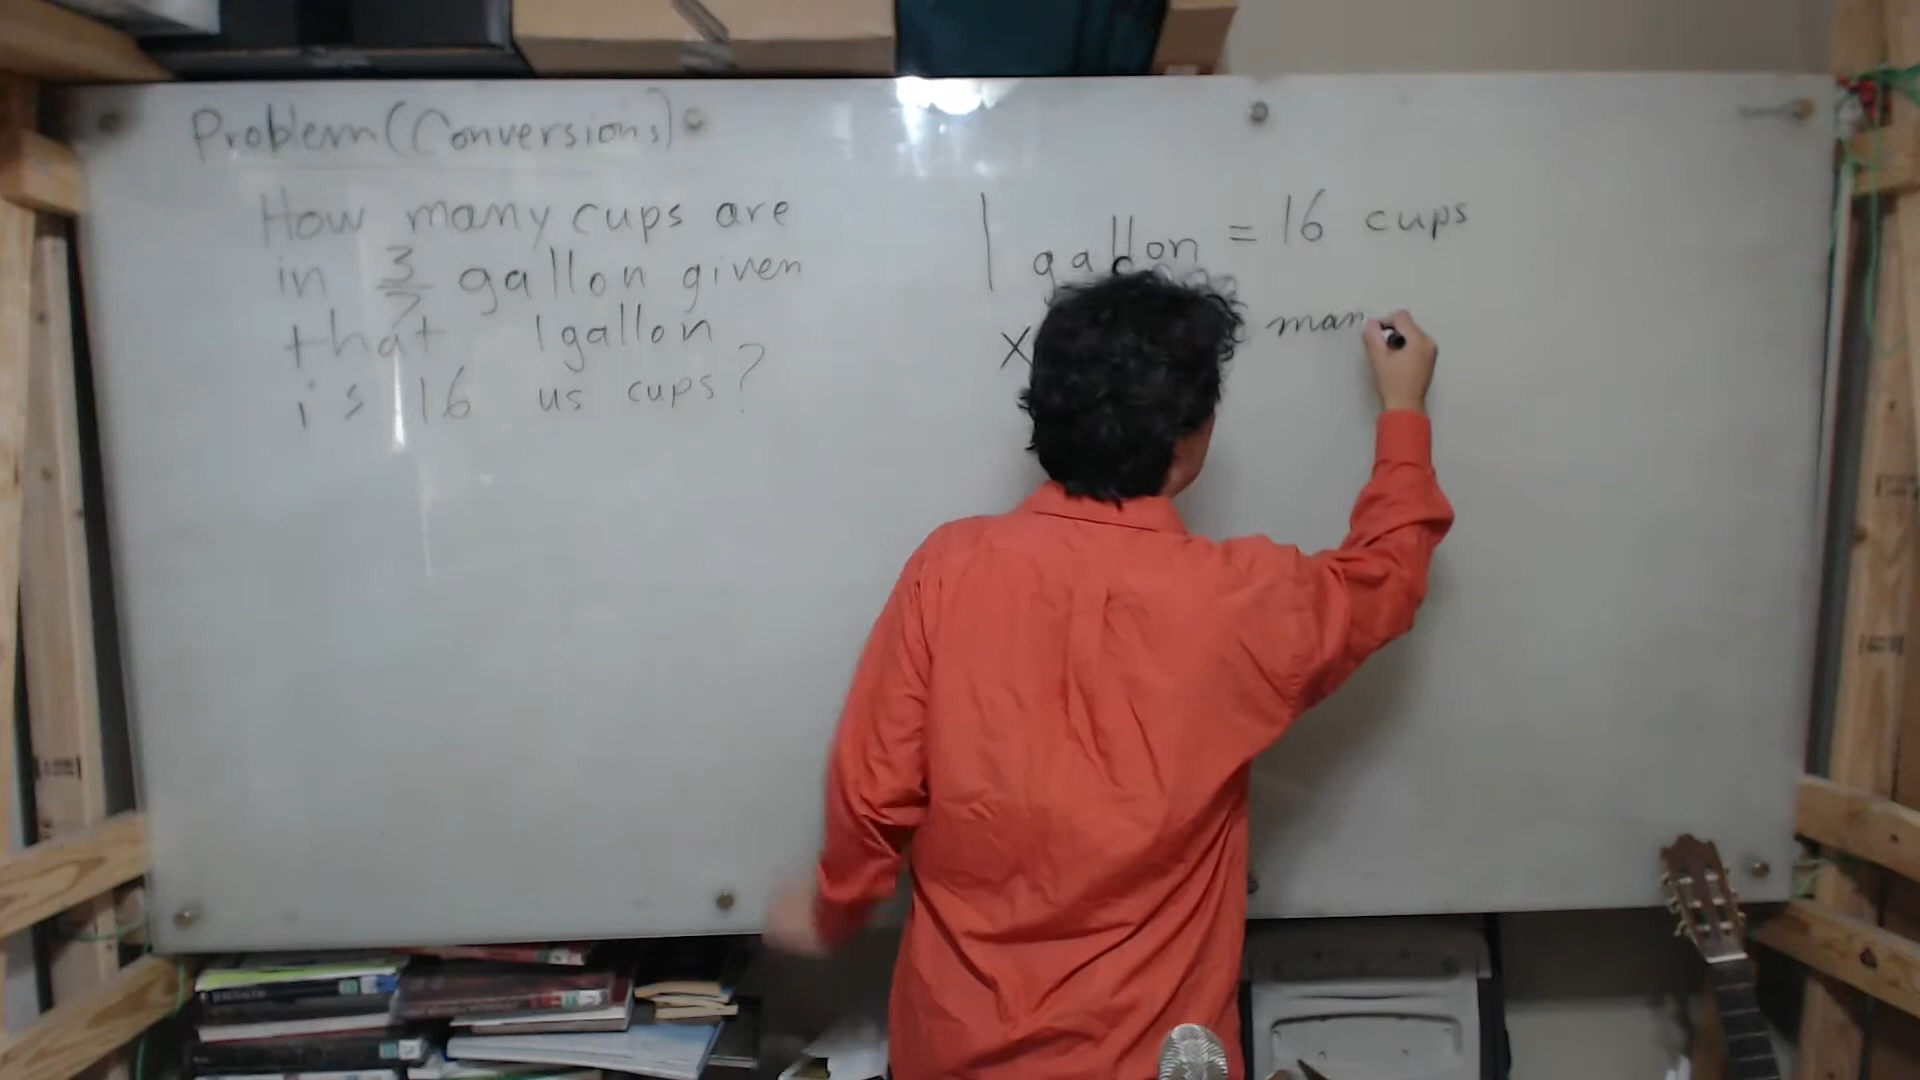 Problem (Conversions):
How many cups are
in 3/7 gallon given
that 1 gallon
is 16 us cups?
1 gallon = 16 cups
x man